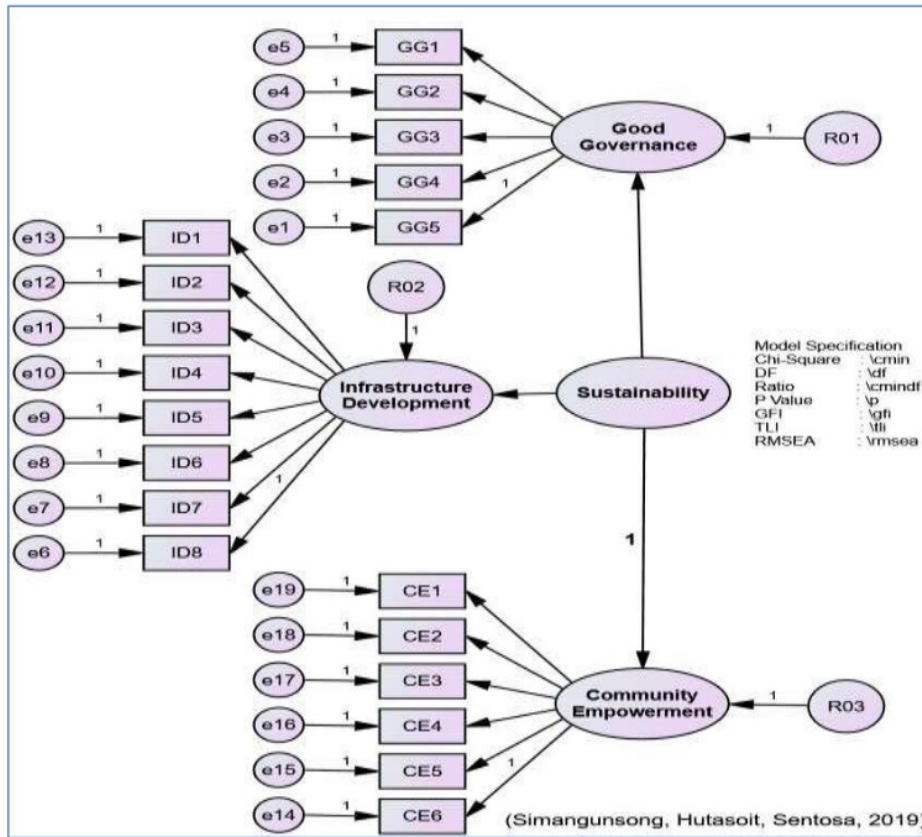 e5 1 GG1
e4 1 GG2
e3 1 GG3
e2 1 GG4
e1 1 GG5
1
Good
Governance
1 R01
e13 1 ID1
e12 1 ID2
e11 1 ID3
e10 1 ID4
e9 1 ID5
e8 1 ID6
e7 1 ID7
e6 1 ID8
1
R02
1
Infrastructure
Development
Sustainability
1
Model Specification
Chi-Square : \cmin
DF : \df
Ratio : \cmindf
P Value : \p
GFI : \gfi
TLI : \tli
RMSEA : \rmsea
e19 1 CE1
e18 1 CE2
e17 1 CE3
e16 1 CE4
e15 1 CE5
e14 1 CE6
1
Community
Empowerment
1 R03
(Simangunsong, Hutasoit, Sentosa, 2019)